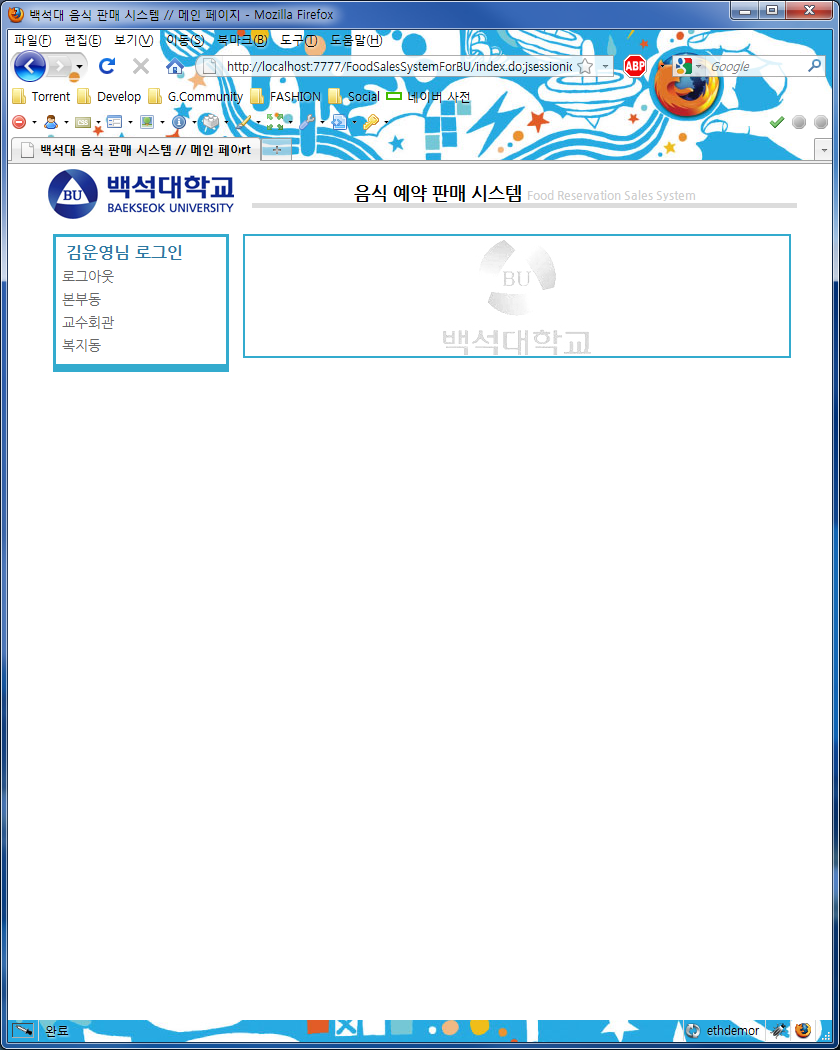 백석대 음식 판매 시스템 // 메인 페이지 - Mozilla Firefox
파일(F) 편집(E) 보기(V) 이동(S) 북마크(B) 도구(T) 도움말(H)
http://localhost:7777/FoodSalesSystemForBU/index.do;jsessionid
ABP
Google
Torrent Develop G.Community FASHION Social 네이버 사전
백석대 음식 판매 시스템 // 메인 페이지
BU 백석대학교
BAEKSEOK UNIVERSITY
음식 예약 판매 시스템 Food Reservation Sales System
김운영님 로그인
로그아웃
본부동
교수회관
복지동
BU
백석대학교
완료
ethdemor